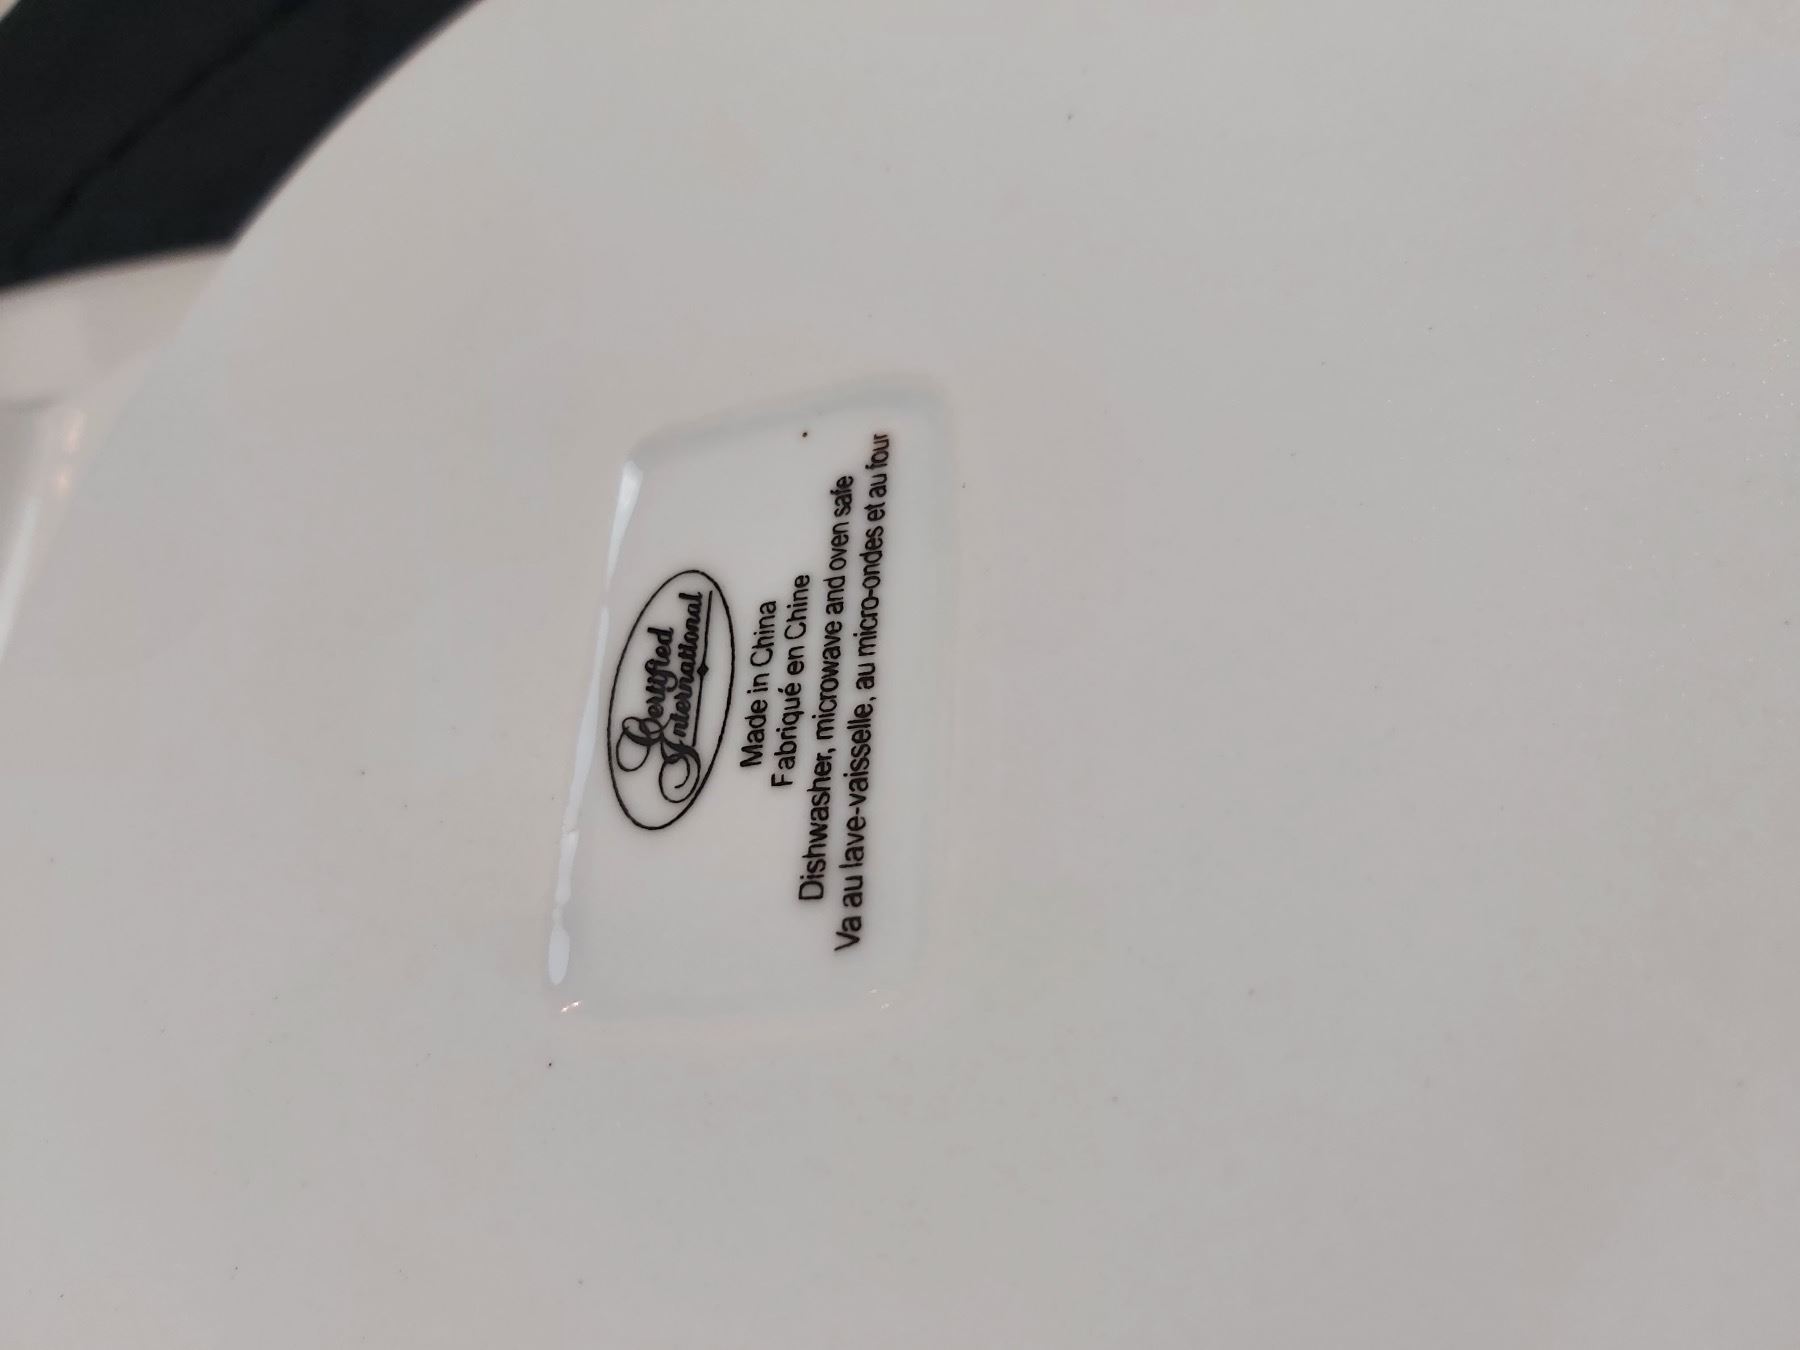 Certified
International
Made in China
Fabriqué en Chine
Dishwasher, microwave and oven safe
Va au lave-vaisselle, au micro-ondes et au four